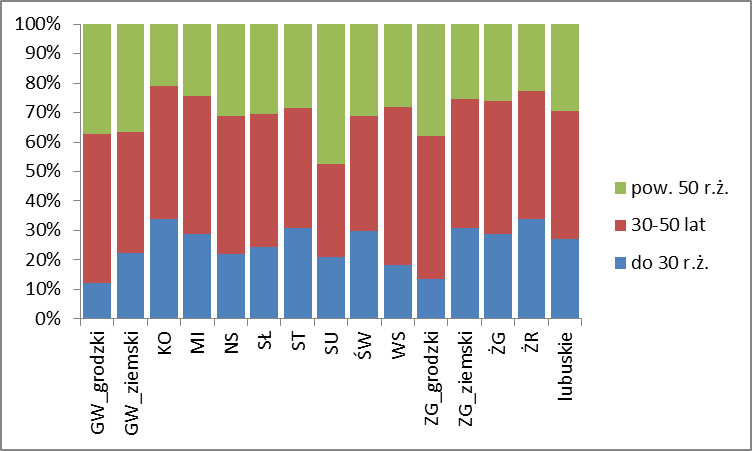 100%
90%
80%
70%
60%
50%
40%
30%
20%
10%
0%
GW_grodzki
GW_ziemski
KO
MI
NS
SŁ
ST
SU
ŚW
WS
ZG_grodzki
ZG_ziemski
ŻG
ŻR
lubuskie
pow. 50 r.ż.
30-50 lat
do 30 r.ż.